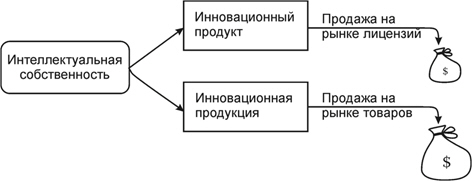 Интеллектуальная
собственность
Инновационный
продукт
Продажа на
рынке лицензий
$
Инновационная
продукция
Продажа на
рынке товаров
$